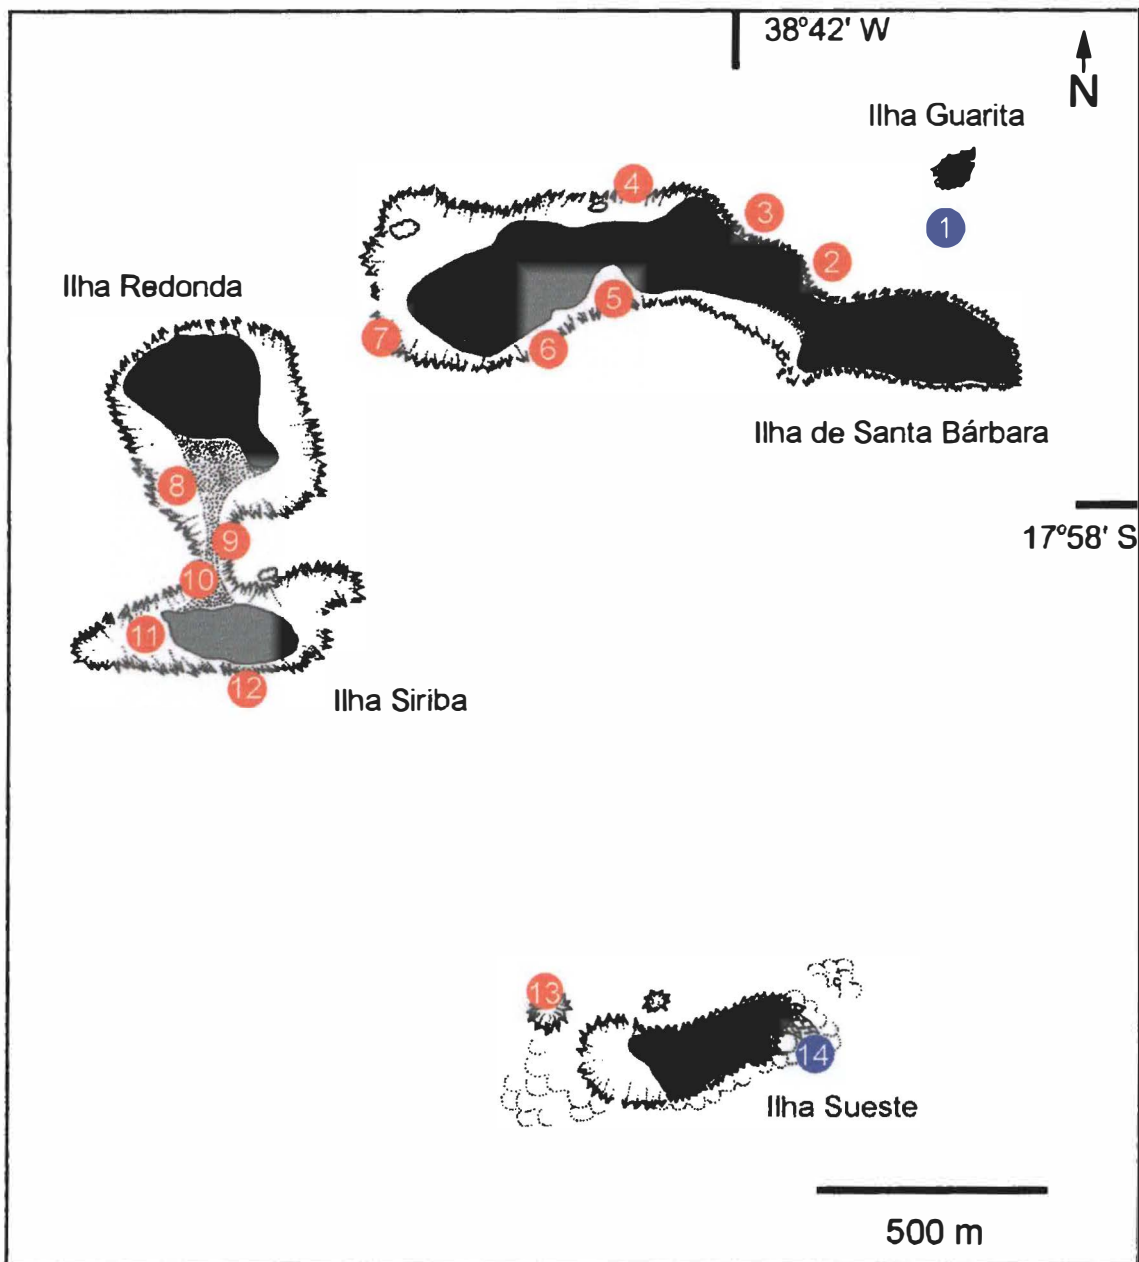 38°42' W
N
Ilha Guarita
4
3
1
2
Ilha Redonda
5
7
6
Ilha de Santa Bárbara
8
17°58' S
9
10
11
12
Ilha Siriba
13
14
Ilha Sueste
500 m